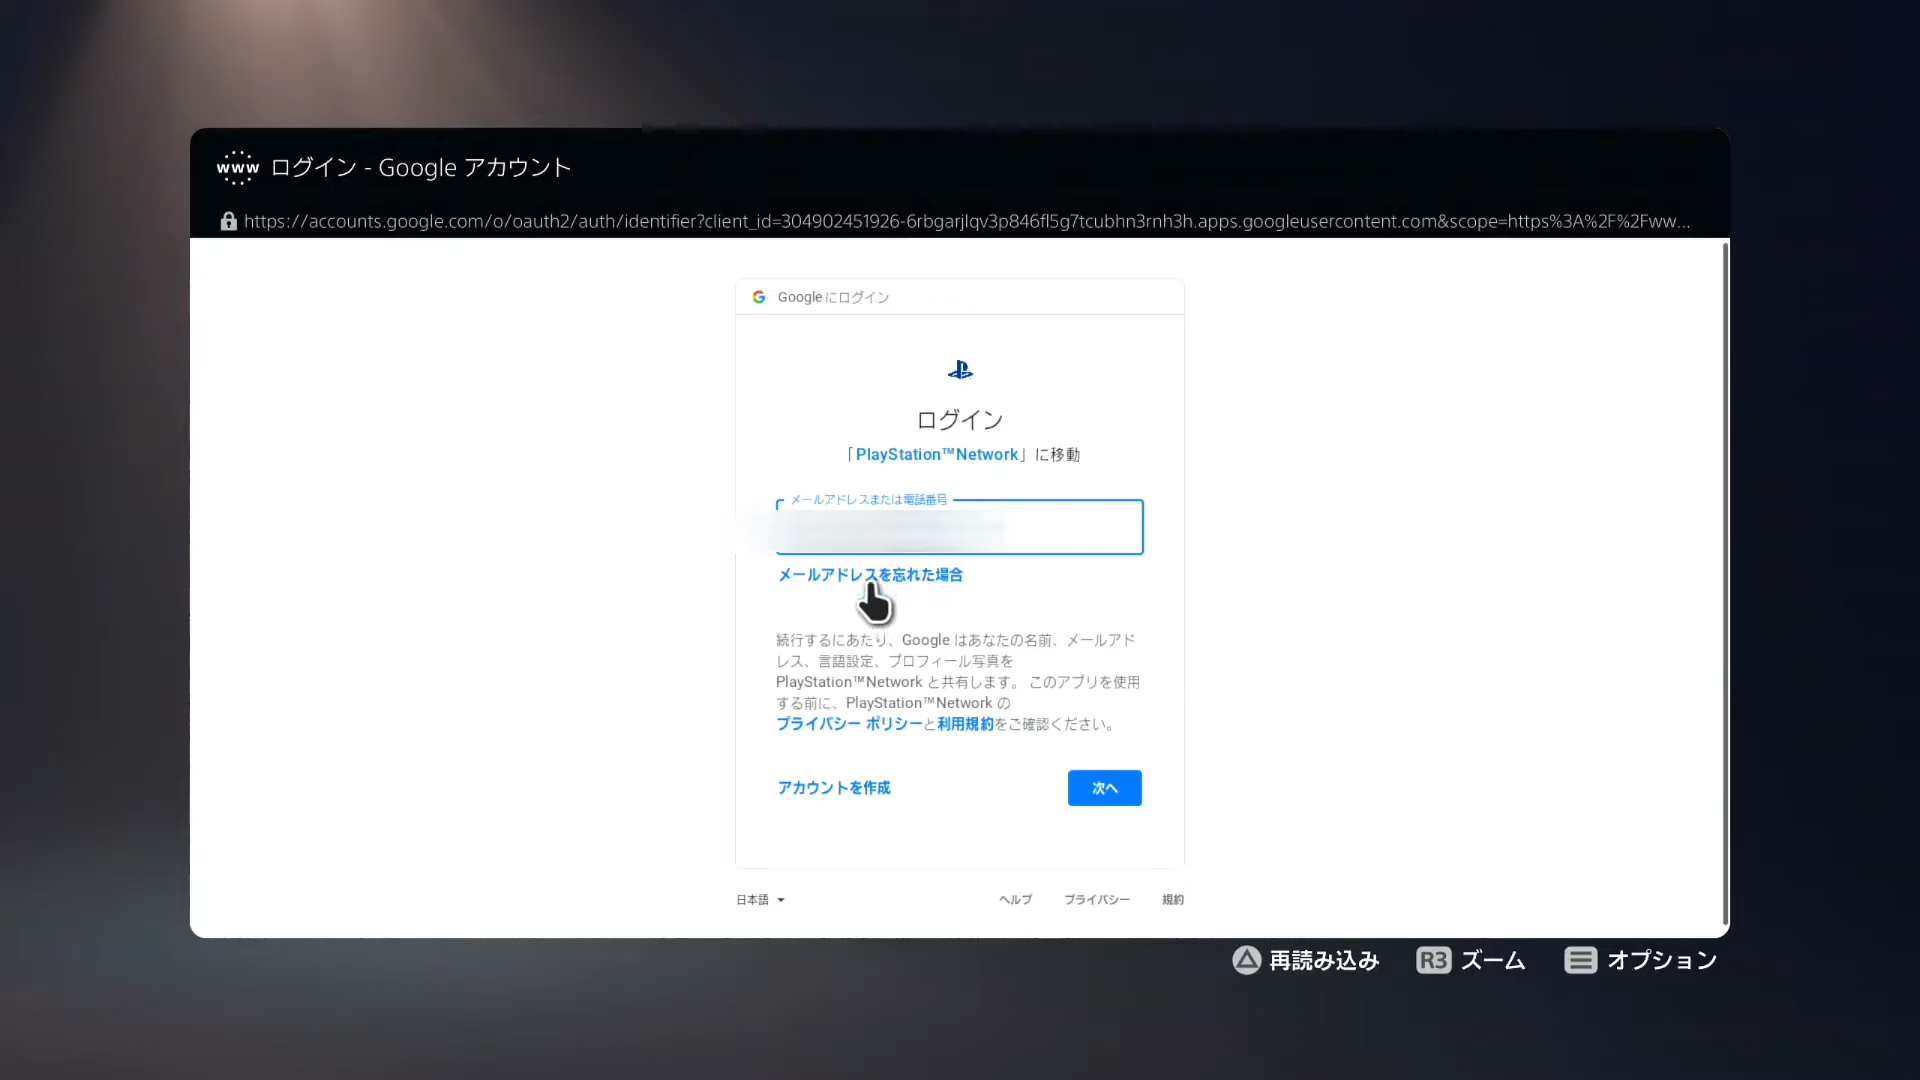 www ログイン - Google アカウント
https://accounts.google.com/o/oauth2/auth/identifier?client_id=304902451926-6rbgarjlqv3p846fl5g7tcubhn3rnh3h.apps.googleusercontent.com&scope=https%3A%2F%2Fww...
Googleにログイン
ログイン
「PlayStation™Network」に移動
メールアドレスまたは電話番号
メールアドレスを忘れた場合
続行するにあたり、Google はあなたの名前、メールアド
レス、言語設定、プロフィール写真を
PlayStation™Network と共有します。 このアプリを使用
する前に、PlayStation™Network の
プライバシー ポリシーと利用規約をご確認ください。
アカウントを作成
次へ
日本語
ヘルプ プライバシー 規約
再読み込み R3 ズーム オプション